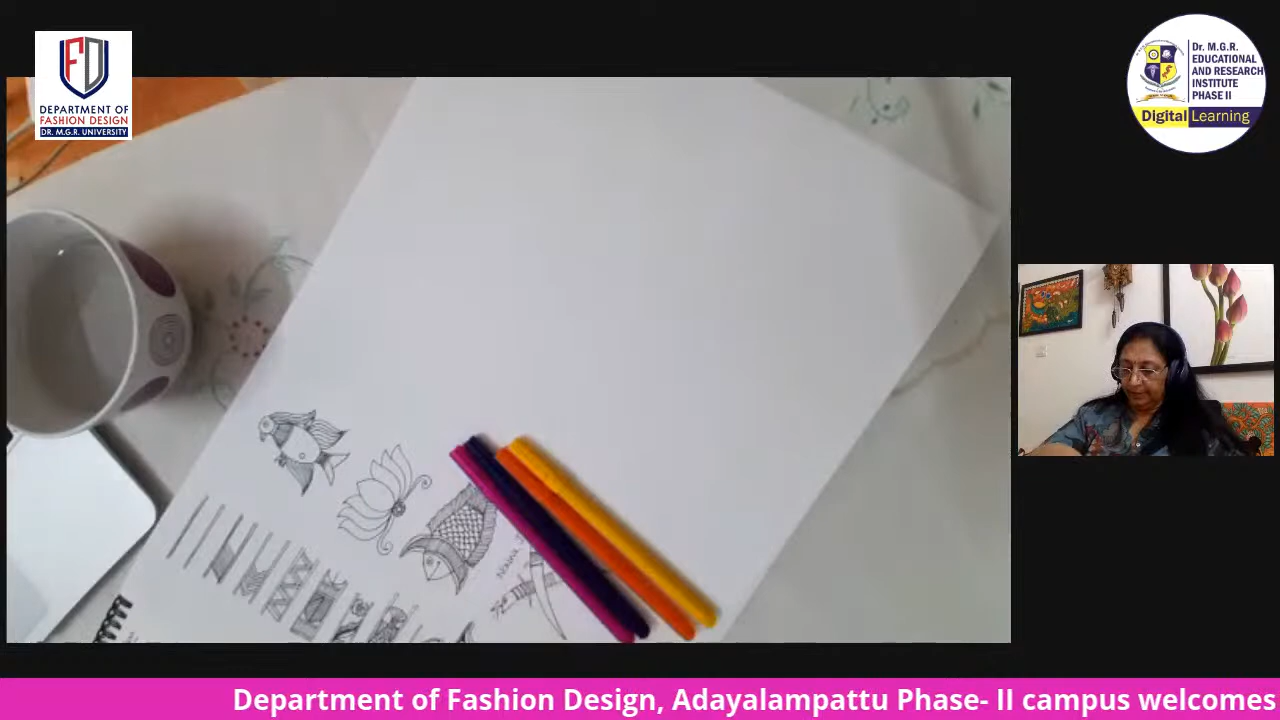 DEPARTMENT OF
FASHION DESIGN
DR. M.G.R. UNIVERSITY
Dr. M.G.R.
EDUCATIONAL
AND RESEARCH
INSTITUTE
PHASE II
Digital Learning
Department of Fashion Design, Adayalampattu Phase- II campus welcomes